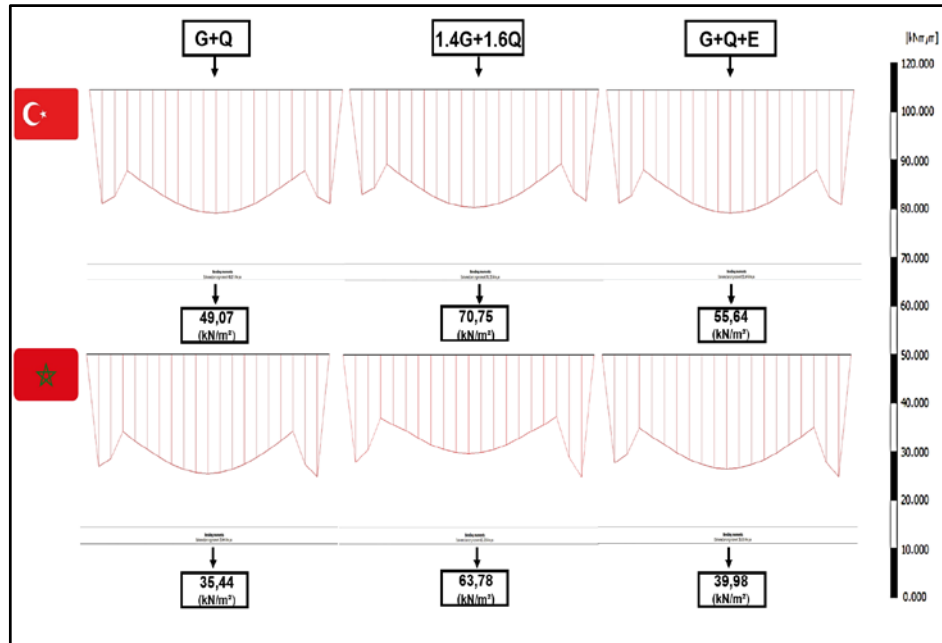 G+Q
1.4G+1.6Q
G+Q+E
120.000
100.000
90.000
80.000
70.000
60.000
50.000
40.000
30.000
20.000
10.000
0.000
49,07
(kN/m²)
70,75
(kN/m²)
55,64
(kN/m²)
35,44
(kN/m²)
63,78
(kN/m²)
39,98
(kN/m²)